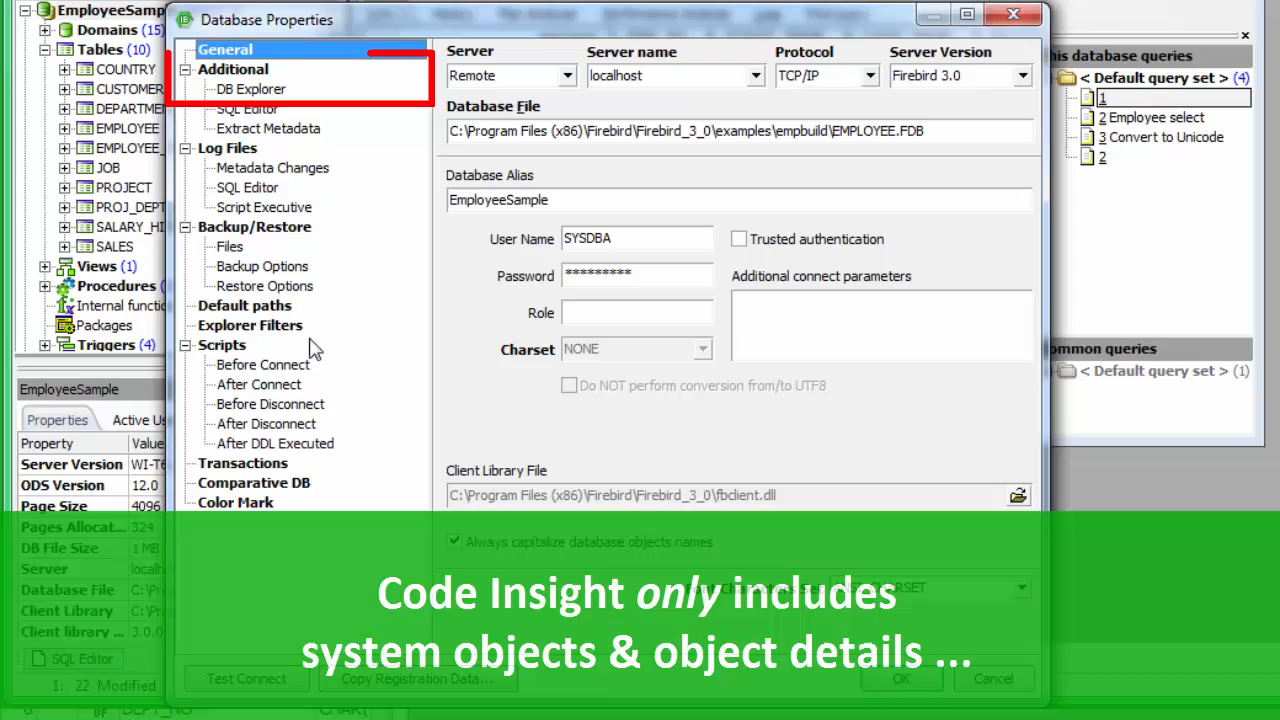 EmployeeSample
Domains (15)
Tables (10)
COUNTRY
CUSTOMER
DEPARTMEN
EMPLOYEE
EMPLOYEE_
JOB
PROJECT
PROJ_DEPT
SALARY_HI
SALES
Views (1)
Procedures (
Internal functio
Packages
Triggers (4)
EmployeeSample
Properties Active Us
Property Value
Server Version WI-T6
ODS Version 12.0
Page Size 4096
Pages Allocat... 324
DB File Size 1 MB
Server localh
Database File C:\Pr
Client Library C:\Pr
Client library ... 3.0.0
SQL Editor
1: 22 Modified
Database Properties
General
Additional
DB Explorer
SQL Editor
Extract Metadata
Log Files
Metadata Changes
SQL Editor
Script Executive
Backup/Restore
Files
Backup Options
Restore Options
Default paths
Explorer Filters
Scripts
Before Connect
After Connect
Before Disconnect
After Disconnect
After DDL Executed
Transactions
Comparative DB
Color Mark
Server Server name Protocol Server Version
Remote localhost TCP/IP Firebird 3.0
Database File
C:\Program Files (x86)\Firebird\Firebird_3_0\examples\empbuild\EMPLOYEE.FDB
Database Alias
EmployeeSample
User Name SYSDBA Trusted authentication
Password ********* Additional connect parameters
Role
Charset NONE
Do NOT perform conversion from/to UTF8
Client Library File
C:\Program Files (x86)\Firebird\Firebird_3_0\fbclient.dll
Always capitalize database objects names
Code Insight only includes
system objects & object details ...
Test Connect Copy Registration Data... OK Cancel
his database queries
< Default query set > (4)
1
2 Employee select
3 Convert to Unicode
2
ommon queries
< Default query set > (1)